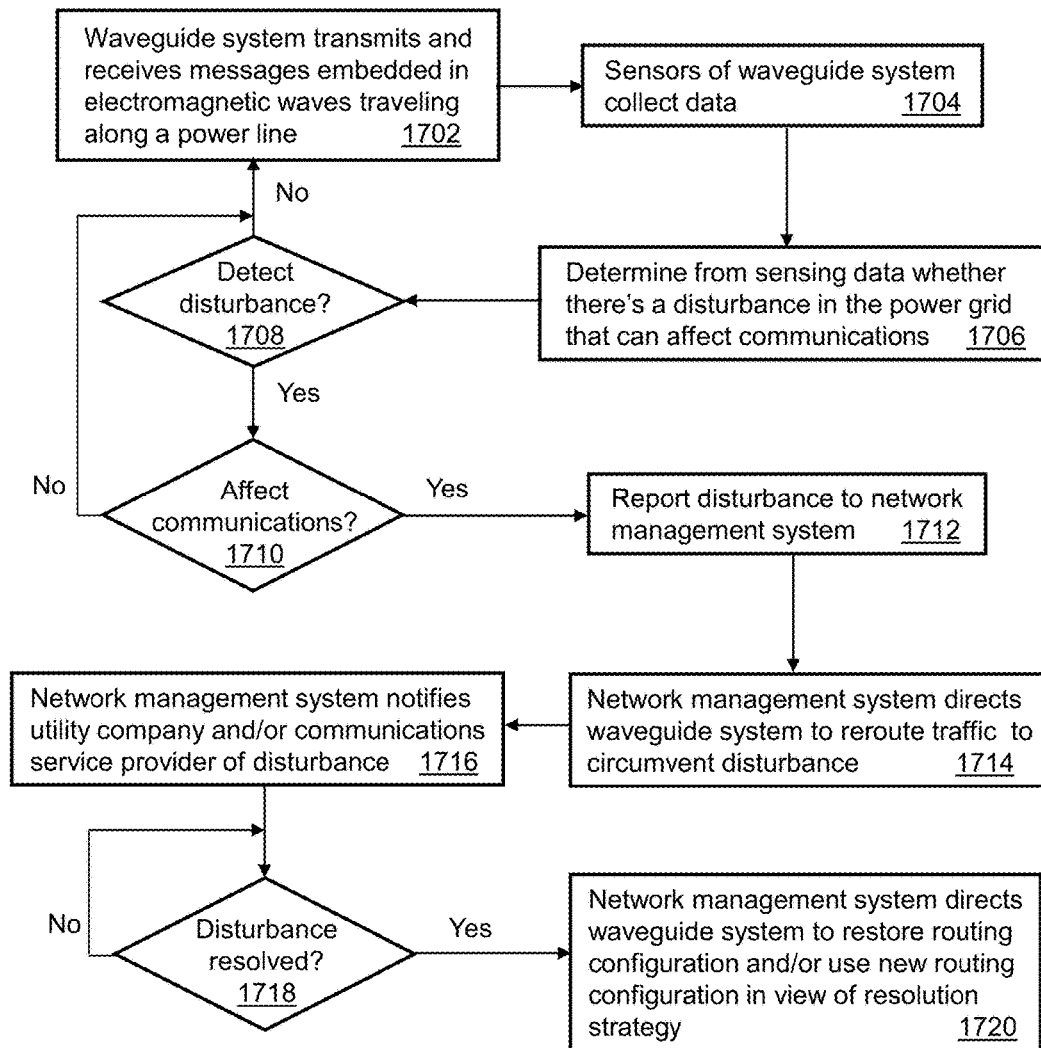 Waveguide system transmits and
receives messages embedded in
electromagnetic waves traveling
along a power line 1702
Sensors of waveguide system
collect data 1704
No
Detect
disturbance?
1708
Determine from sensing data whether
there's a disturbance in the power grid
that can affect communications 1706
Yes
No
Affect
communications?
1710
Yes
Report disturbance to network
management system 1712
Network management system notifies
utility company and/or communications
service provider of disturbance 1716
Network management system directs
waveguide system to reroute traffic to
circumvent disturbance 1714
No
Disturbance
resolved?
1718
Yes
Network management system directs
waveguide system to restore routing
configuration and/or use new routing
configuration in view of resolution
strategy 1720